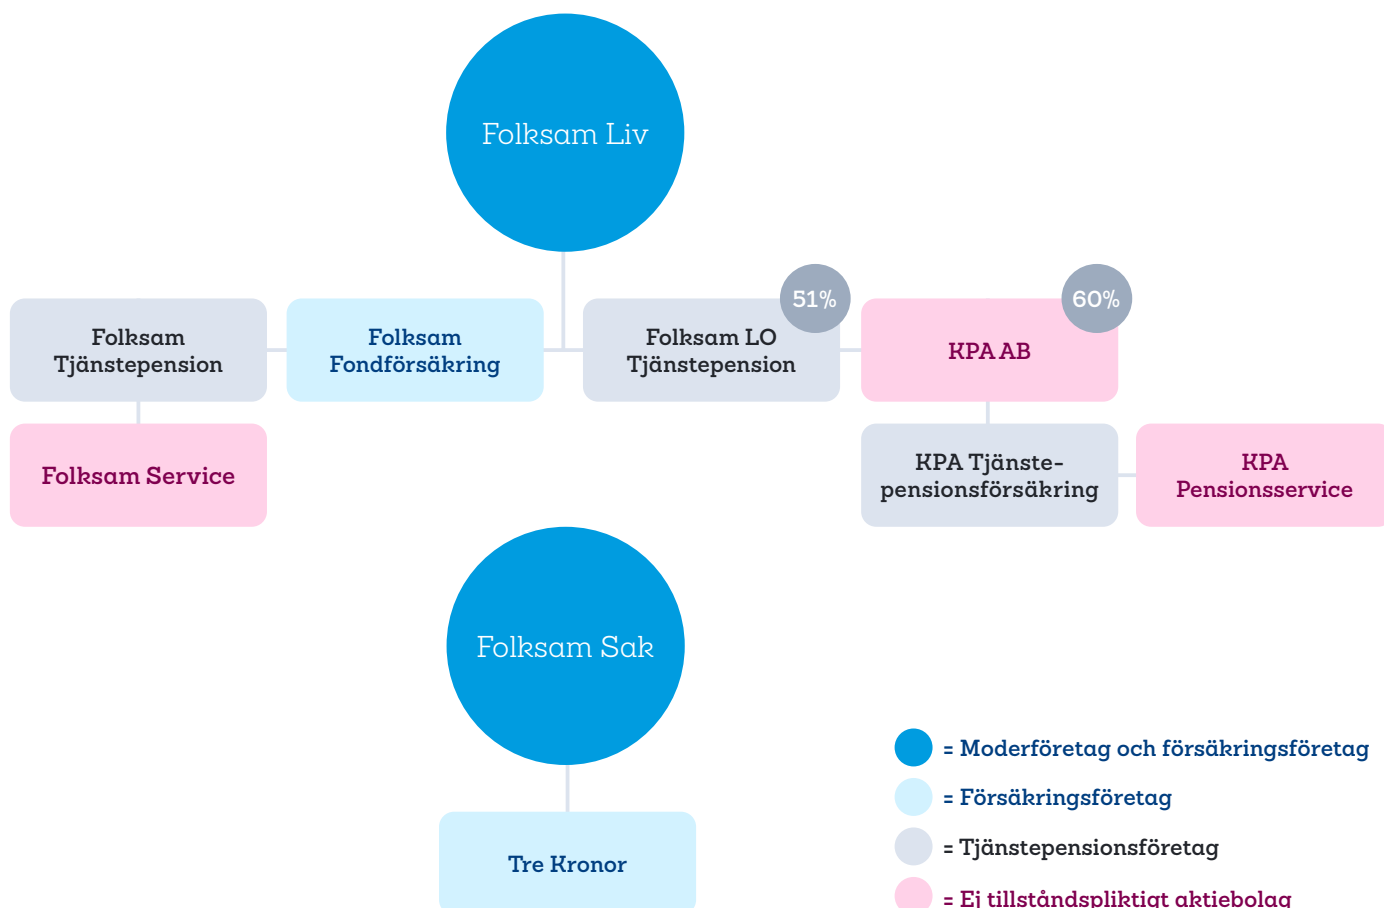 Folksam Liv
51%
60%
Folksam
Tjänstepension
Folksam
Fondförsäkring
Folksam LO
Tjänstepension
KPA AB
Folksam Service
KPA Tjänste-
pensionsförsäkring
KPA
Pensionsservice
Folksam Sak
Tre Kronor
= Moderföretag och försäkringsföretag
= Försäkringsföretag
= Tjänstepensionsföretag
= Ej tillståndspliktigt aktiebolag